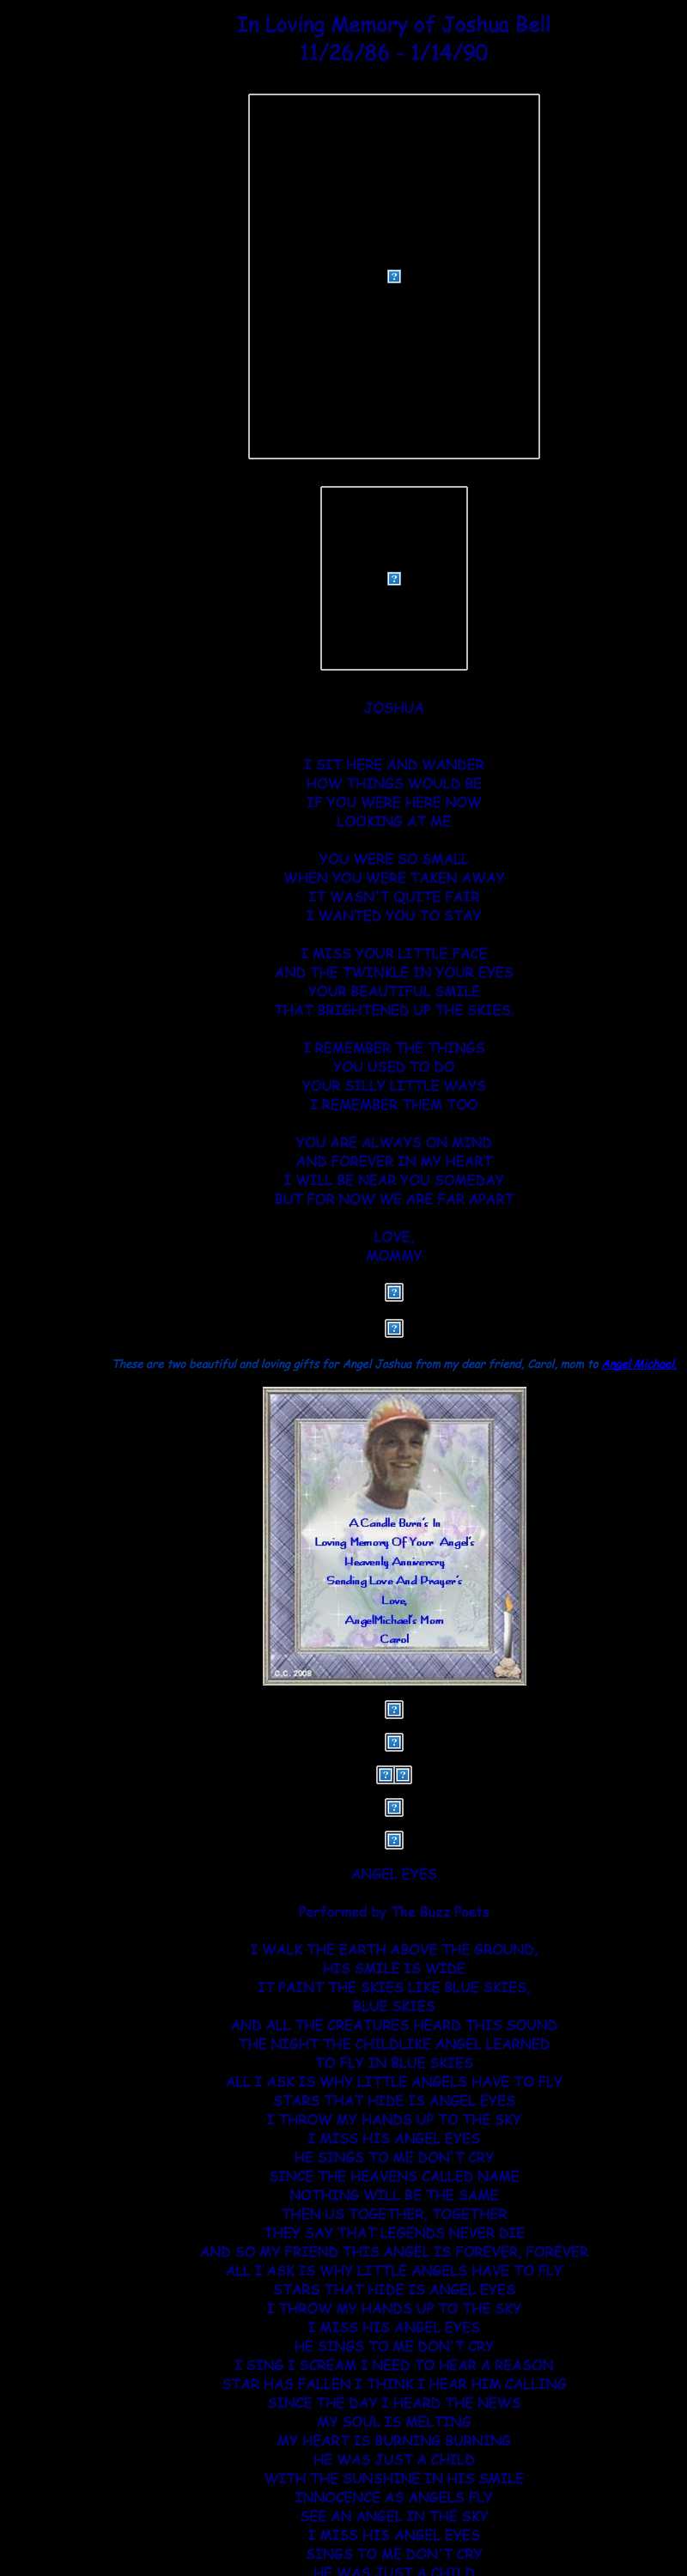 In Loving Memory of Joshua Bell
11/26/86 - 1/14/90
JOSHUA
I SIT HERE AND WANDER
HOW THINGS WOULD BE
IF YOU WERE HERE NOW
LOOKING AT ME
YOU WERE SO SMALL
WHEN YOU WERE TAKEN AWAY
IT WASN'T QUITE FAIR
I WANTED YOU TO STAY
I MISS YOUR LITTLE FACE
AND THE TWINKLE IN YOUR EYES
YOUR BEAUTIFUL SMILE
THAT BRIGHTENED UP THE SKIES.
I REMEMBER THE THINGS
YOU USED TO DO
YOUR SILLY LITTLE WAYS
I REMEMBER THEM TOO
YOU ARE ALWAYS ON MIND
AND FOREVER IN MY HEART
I WILL BE NEAR YOU SOMEDAY
BUT FOR NOW WE ARE FAR APART
LOVE,
MOMMY
These are two beautiful and loving gifts for Angel Joshua from my dear friend, Carol, mom to Angel Michael.
A Candle Burn's In
Loving Memory Of Your Angel's
Heavenly Anniversry
Sending Love And Prayer's
Love,
AngelMichael's Mom
Carol
C.C. 2008
ANGEL EYES
Performed by The Buzz Poets
I WALK THE EARTH ABOVE THE GROUND,
HIS SMILE IS WIDE
IT PAINT THE SKIES LIKE BLUE SKIES,
BLUE SKIES
AND ALL THE CREATURES HEARD THIS SOUND
THE NIGHT THE CHILDLIKE ANGEL LEARNED
TO FLY IN BLUE SKIES
ALL I ASK IS WHY LITTLE ANGELS HAVE TO FLY
STARS THAT HIDE IS ANGEL EYES
I THROW MY HANDS UP TO THE SKY
I MISS HIS ANGEL EYES
HE SINGS TO ME DON'T CRY
SINCE THE HEAVENS CALLED NAME
NOTHING WILL BE THE SAME
THEN US TOGETHER, TOGETHER
THEY SAY THAT LEGENDS NEVER DIE
AND SO MY FRIEND THIS ANGEL IS FOREVER, FOREVER
ALL I ASK IS WHY LITTLE ANGELS HAVE TO FLY
STARS THAT HIDE IS ANGEL EYES
I THROW MY HANDS UP TO THE SKY
I MISS HIS ANGEL EYES
HE SINGS TO ME DON'T CRY
I SING I SCREAM I NEED TO HEAR A REASON
STAR HAS FALLEN I THINK I HEAR HIM CALLING
SINCE THE DAY I HEARD THE NEWS
MY SOUL IS MELTING
MY HEART IS BURNING BURNING
HE WAS JUST A CHILD
WITH THE SUNSHINE IN HIS SMILE
INNOCENCE AS ANGELS FLY
SEE AN ANGEL IN THE SKY
I MISS HIS ANGEL EYES
SINGS TO ME DON'T CRY
HE WAS JUST A CHILD